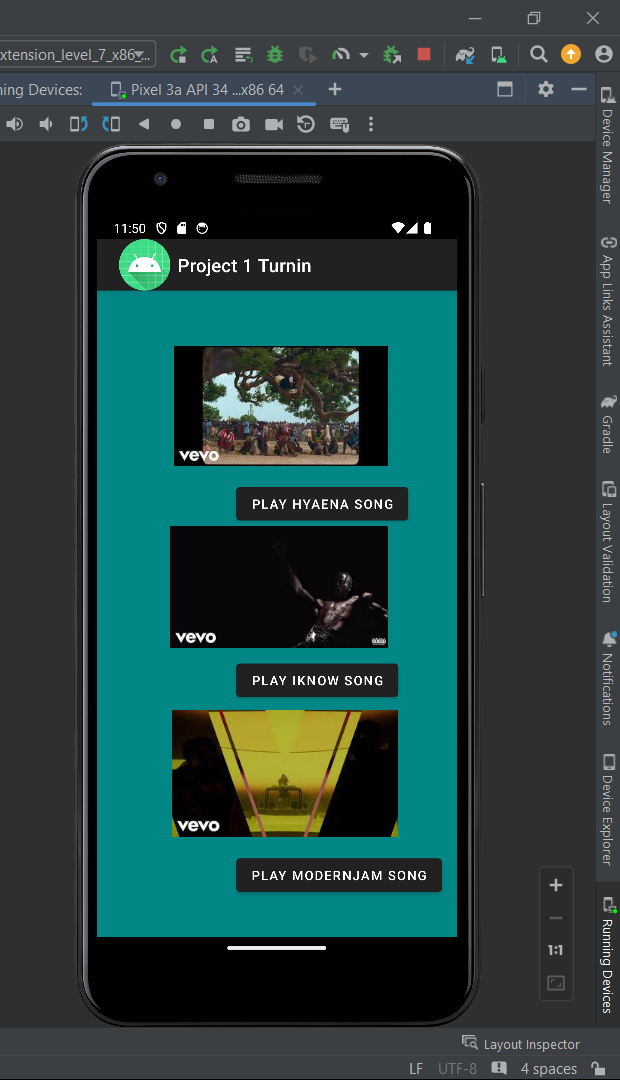 xtension_level_7_x86_...
ning Devices:
Pixel 3a API 34 ...x86 64
11:50
Project 1 Turnin
vevo
PLAY HYAENA SONG
vevo
PLAY IKNOW SONG
vevo
PLAY MODERNJAM SONG
Device Manager
App Links Assistant
Gradle
Layout Validation
Notifications
Device Explorer
Running Devices
1:1
Layout Inspector
LF UTF-8 4 spaces